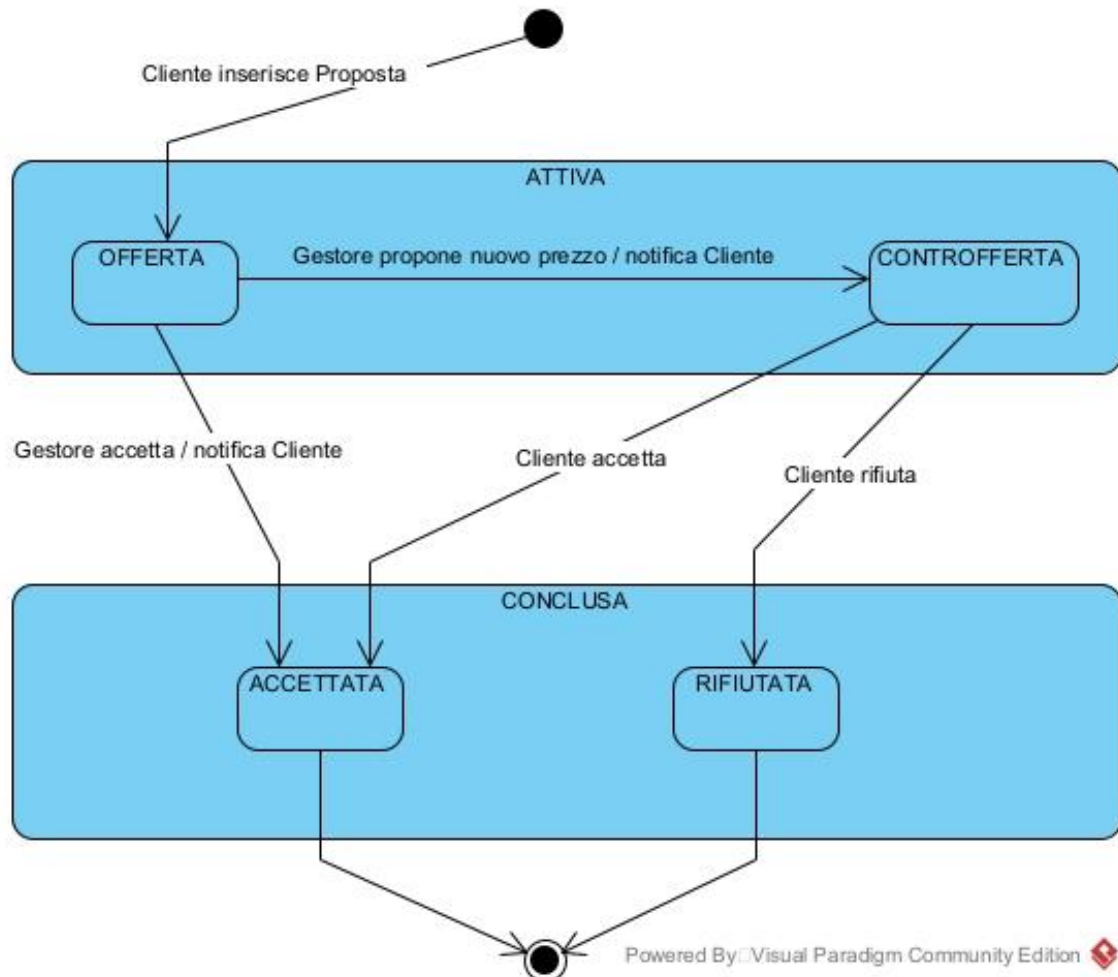 Cliente inserisce Proposta
ATTIVA
OFFERTA
Gestore propone nuovo prezzo / notifica Cliente
CONTROFFERTA
Gestore accetta / notifica Cliente
Cliente accetta
Cliente rifiuta
CONCLUSA
ACCETTATA
RIFIUTATA
Powered By Visual Paradigm Community Edition